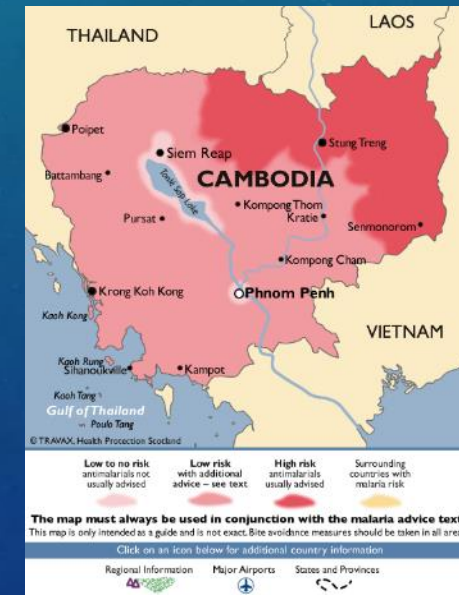 THAILAND
LAOS
Poipet
Siem Reap
Stung Treng
Battambang
Tonle Sap Lake
CAMBODIA
Kompong Thom
Kratie
Pursat
Senmonorom
Kompong Cham
Krong Koh Kong
Phnom Penh
Kaoh Kong
VIETNAM
Kaoh Rung
Sihanoukville
Kampot
Kaoh Tang
Gulf of Thailand
Poulo Tang
© TRAVAX, Health Protection Scotland
Low to no risk
antimalarials not
usually advised
Low risk
with additional
advice – see text
High risk
antimalarials
usually advised
Surrounding
countries with
malaria risk
The map must always be used in conjunction with the malaria advice text
This map is only intended as a guide and is not exact. Bite avoidance measures should be taken in all area
Click on an icon below for additional country information
Regional Information
Major Airports
States and Provinces